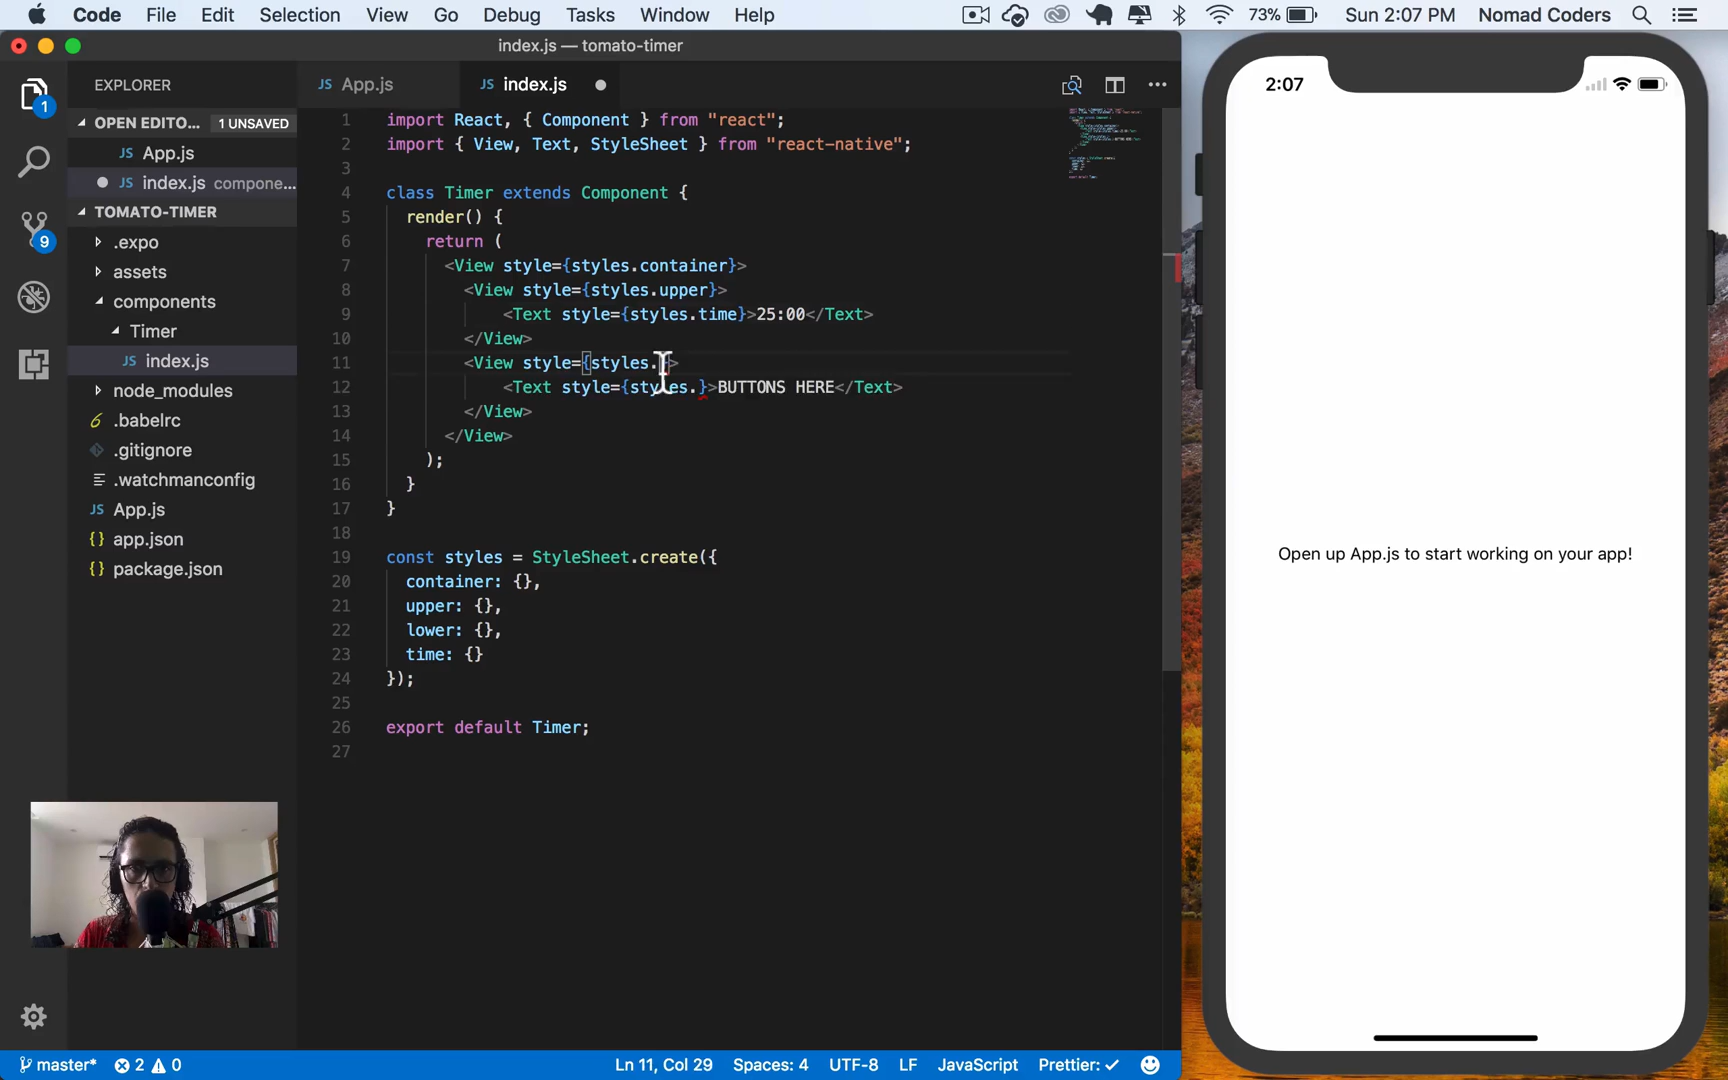 Code File Edit Selection View Go Debug Tasks Window Help 73% Sun 2:07 PM Nomad Coders
index.js — tomato-timer
EXPLORER
JS App.js
JS index.js
OPEN EDITO... 1 UNSAVED
JS App.js
JS index.js compone...
TOMATO-TIMER
.expo
assets
components
Timer
JS index.js
node_modules
.babelrc
.gitignore
.watchmanconfig
JS App.js
{} app.json
{} package.json
1
9
1 import React, { Component } from "react";
2 import { View, Text, StyleSheet } from "react-native";
3
4 class Timer extends Component {
5 render() {
6 return (
7 <View style={styles.container}>
8 <View style={styles.upper}>
9 <Text style={styles.time}>25:00</Text>
10 </View>
11 <View style={styles.}>
12 <Text style={styles.}>BUTTONS HERE</Text>
13 </View>
14 </View>
15 );
16 }
17 }
18
19 const styles = StyleSheet.create({
20 container: {},
21 upper: {},
22 lower: {},
23 time: {}
24 });
25
26 export default Timer;
27
2:07
Open up App.js to start working on your app!
master* 2 0 Ln 11, Col 29 Spaces: 4 UTF-8 LF JavaScript Prettier: ✓